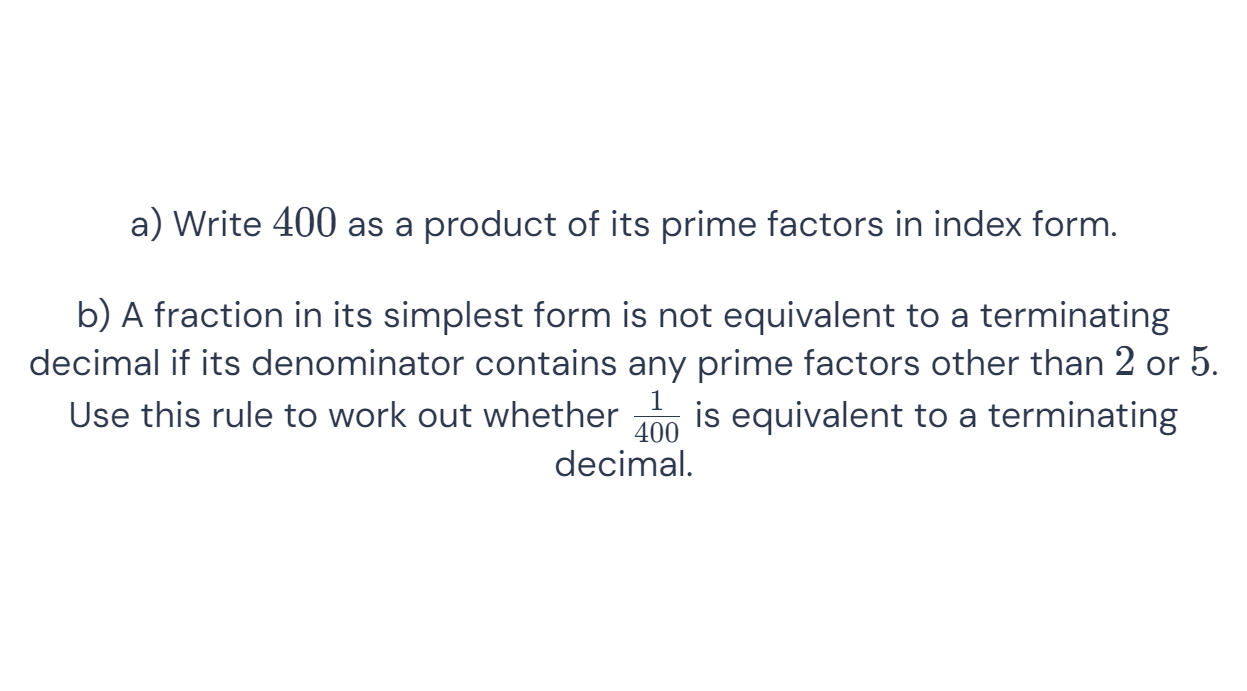 a) Write 400 as a product of its prime factors in index form.
b) A fraction in its simplest form is not equivalent to a terminating
decimal if its denominator contains any prime factors other than 2 or 5.
Use this rule to work out whether 1/400 is equivalent to a terminating
decimal.